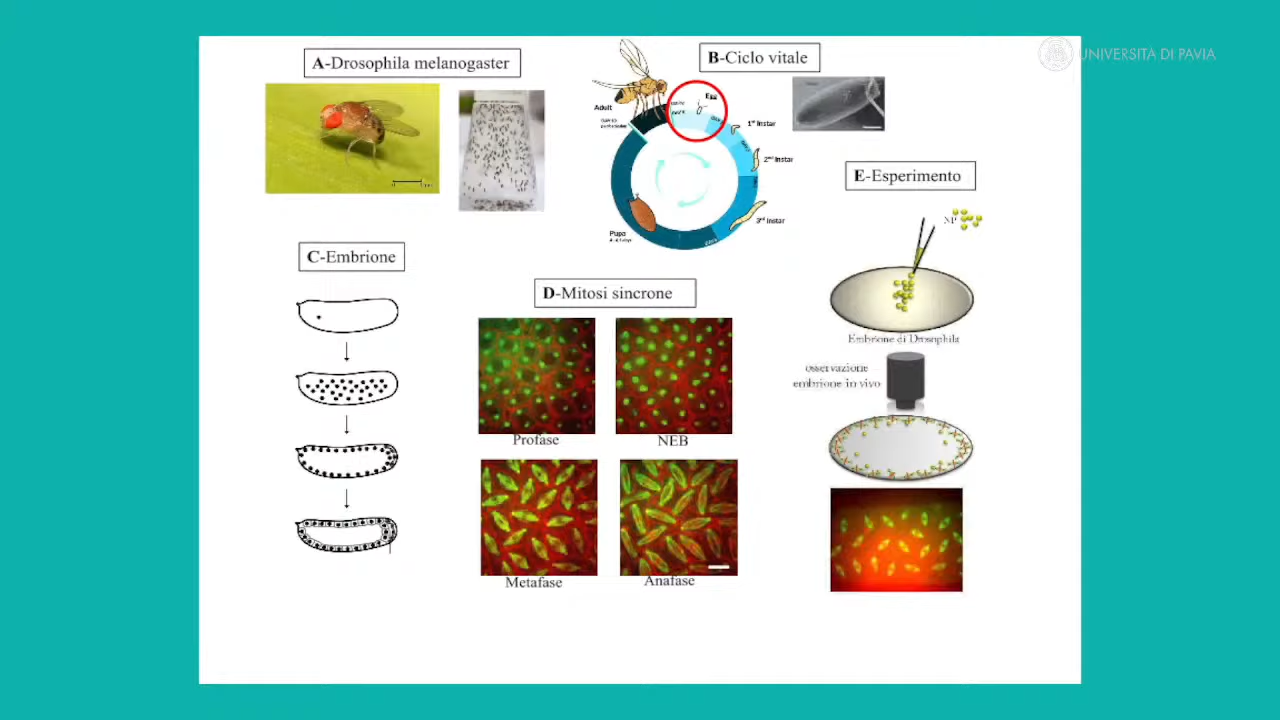 UNIVERSITÀ DI PAVIA
A-Drosophila melanogaster
B-Ciclo vitale
Adult
Egg
1st Instar
2nd Instar
3rd Instar
Pupa
E-Esperimento
NP
Embrione di Drosophila
osservazione
embrione in vivo
C-Embrione
D-Mitosi sincrone
Profase
NEB
Metafase
Anafase